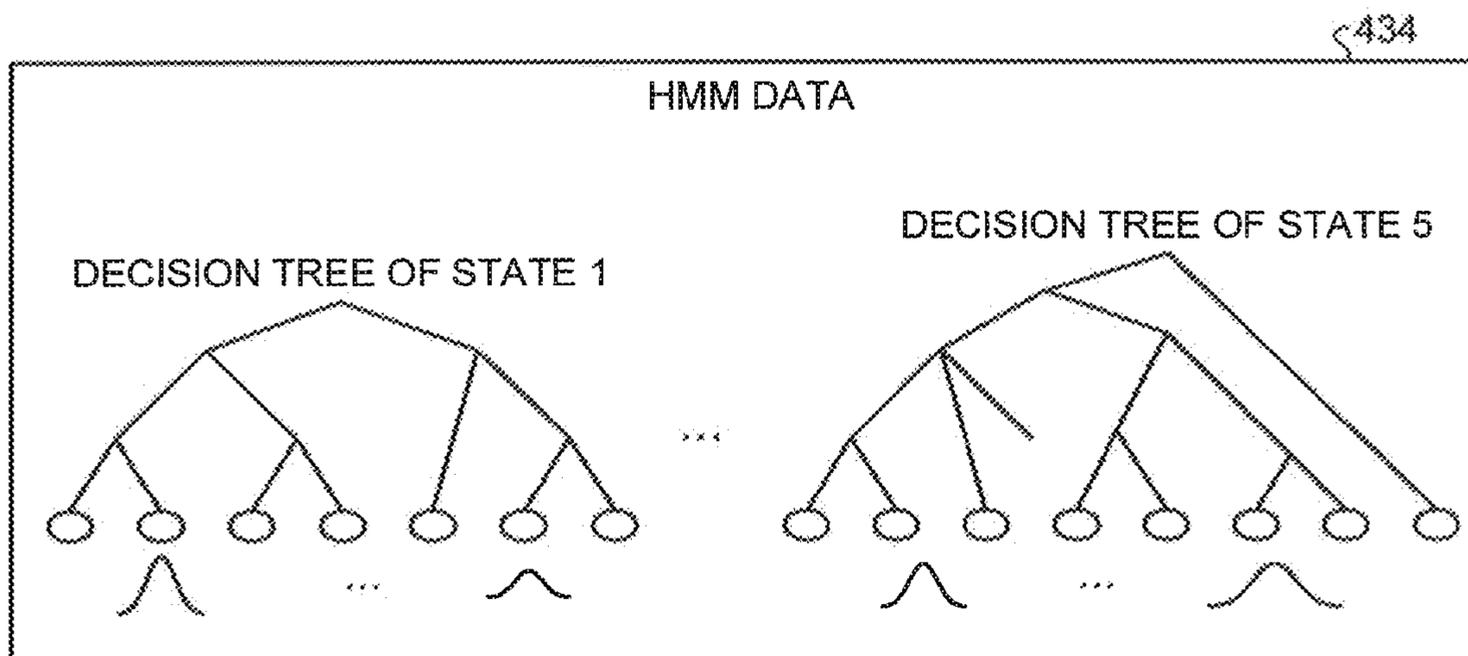 434
HMM DATA
DECISION TREE OF STATE 5
DECISION TREE OF STATE 1
...
... ...